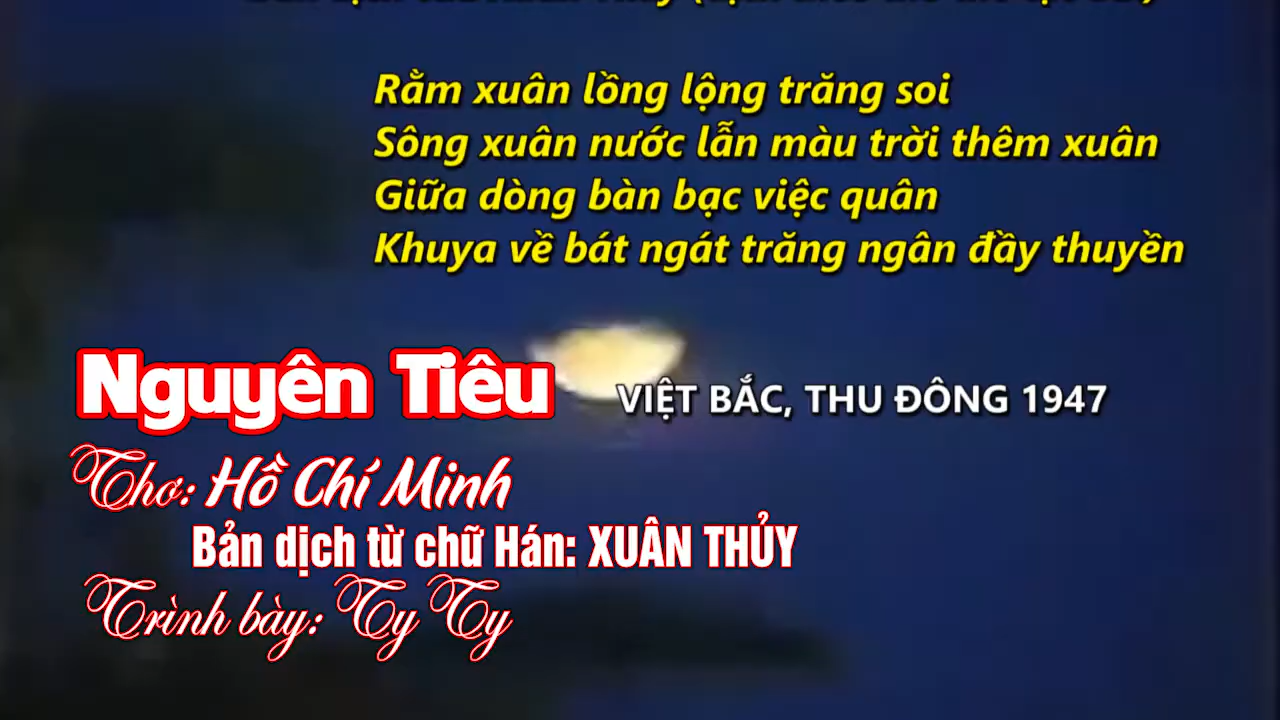 Rằm xuân lồng lộng trăng soi
Sông xuân nước lẫn màu trời thêm xuân
Giữa dòng bàn bạc việc quân
Khuya về bát ngát trăng ngân đầy thuyền
Nguyên Tiêu
VIỆT BẮC, THU ĐÔNG 1947
Thơ: Hồ Chí Minh
Bản dịch từ chữ Hán: XUÂN THỦY
Trình bày: Ty Ty